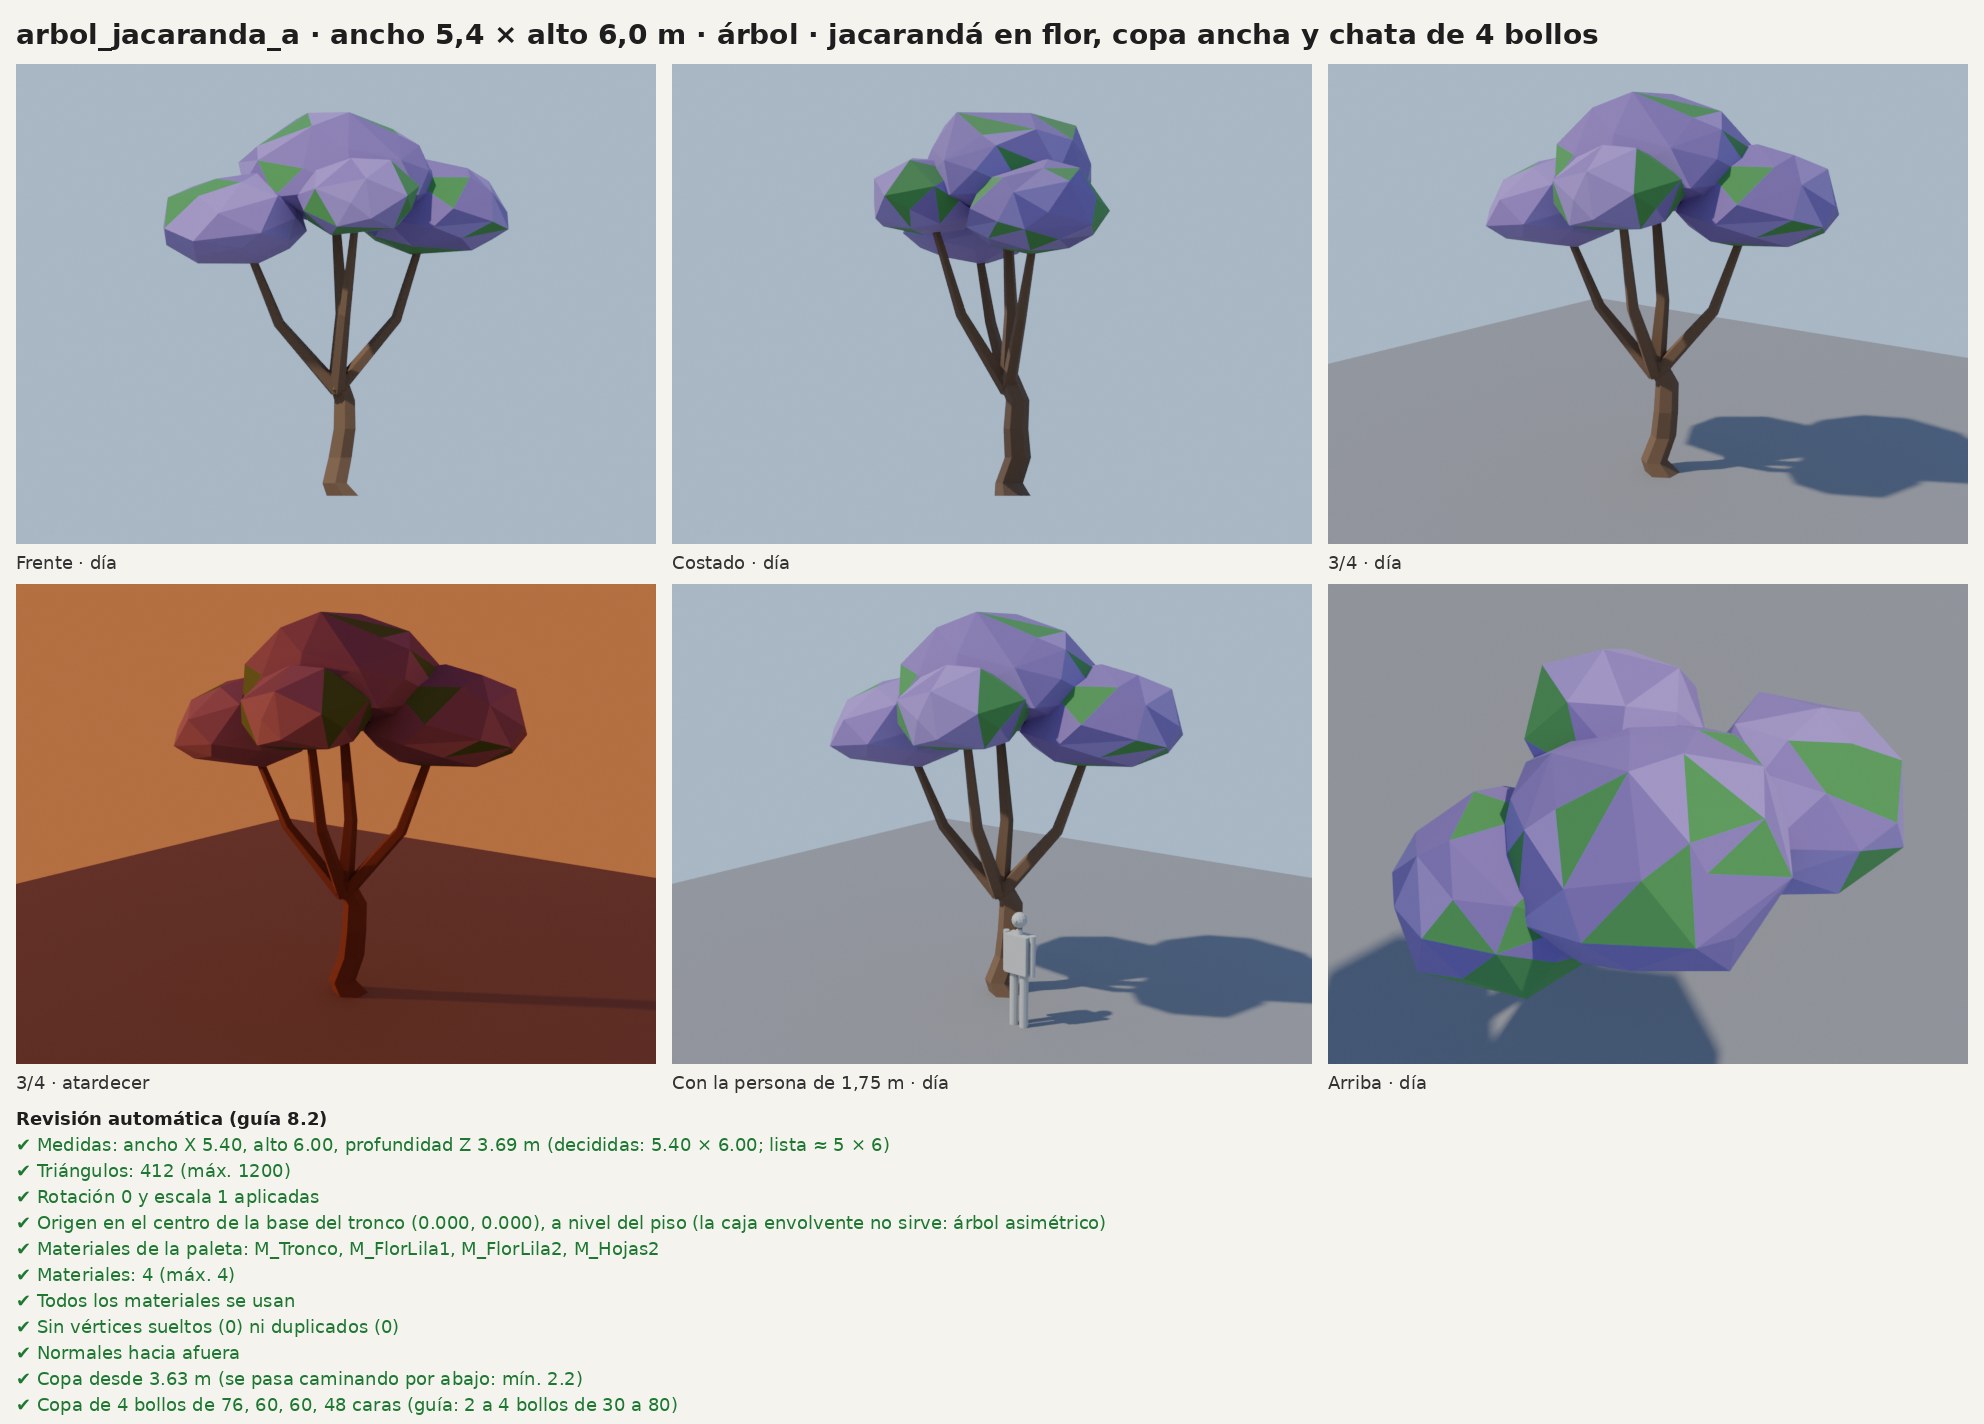 arbol_jacaranda_a · ancho 5,4 × alto 6,0 m · árbol · jacarandá en flor, copa ancha y chata de 4 bollos
Frente · día
Costado · día
3/4 · día
3/4 · atardecer
Con la persona de 1,75 m · día
Arriba · día
Revisión automática (guía 8.2)
✔ Medidas: ancho X 5.40, alto 6.00, profundidad Z 3.69 m (decididas: 5.40 × 6.00; lista ≈ 5 × 6)
✔ Triángulos: 412 (máx. 1200)
✔ Rotación 0 y escala 1 aplicadas
✔ Origen en el centro de la base del tronco (0.000, 0.000), a nivel del piso (la caja envolvente no sirve: árbol asimétrico)
✔ Materiales de la paleta: M_Tronco, M_FlorLila1, M_FlorLila2, M_Hojas2
✔ Materiales: 4 (máx. 4)
✔ Todos los materiales se usan
✔ Sin vértices sueltos (0) ni duplicados (0)
✔ Normales hacia afuera
✔ Copa desde 3.63 m (se pasa caminando por abajo: mín. 2.2)
✔ Copa de 4 bollos de 76, 60, 60, 48 caras (guía: 2 a 4 bollos de 30 a 80)